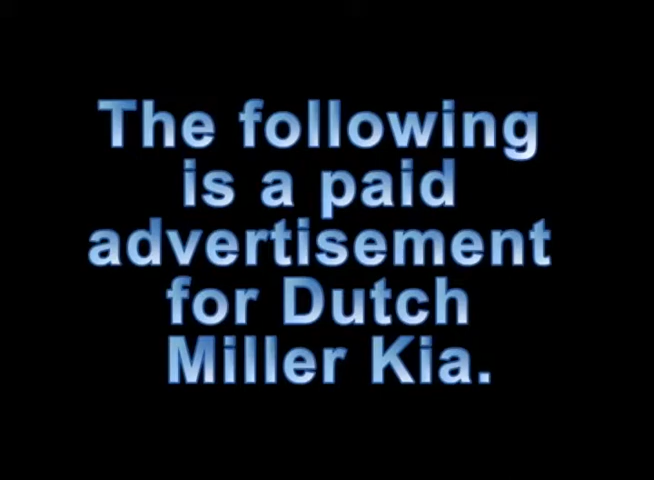 The following
is a paid
advertisement
for Dutch
Miller Kia.